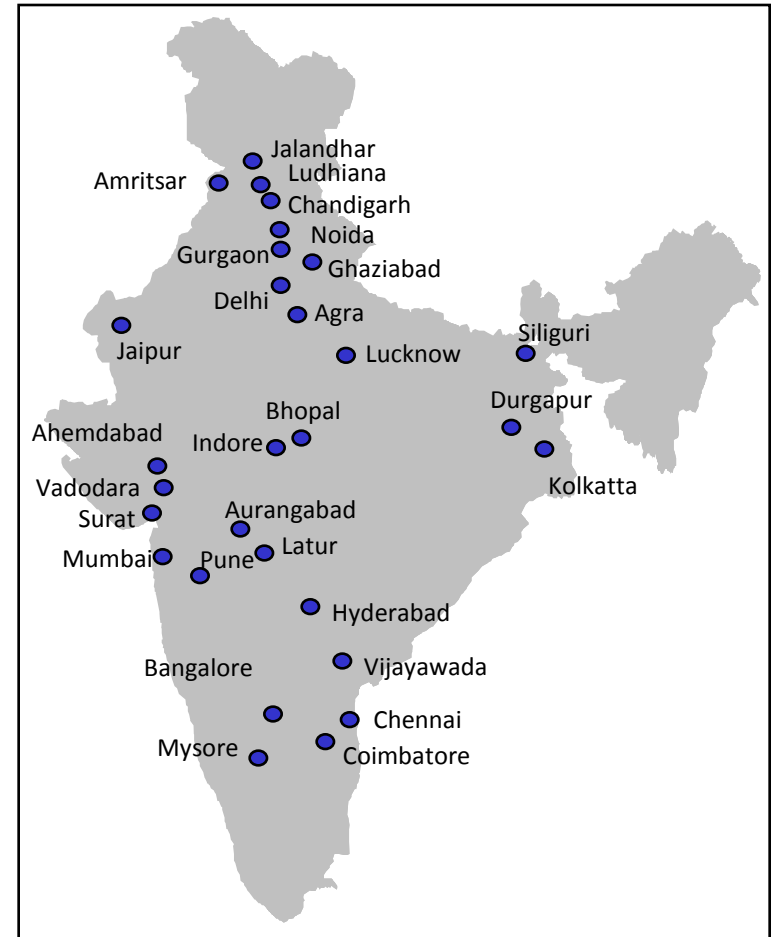 Jalandhar
Ludhiana
Amritsar
Chandigarh
Noida
Gurgaon
Ghaziabad
Delhi
Agra
Jaipur
Siliguri
Lucknow
Durgapur
Bhopal
Ahemdabad
Indore
Vadodara
Kolkatta
Surat
Aurangabad
Latur
Mumbai
Pune
Hyderabad
Bangalore
Vijayawada
Chennai
Mysore
Coimbatore